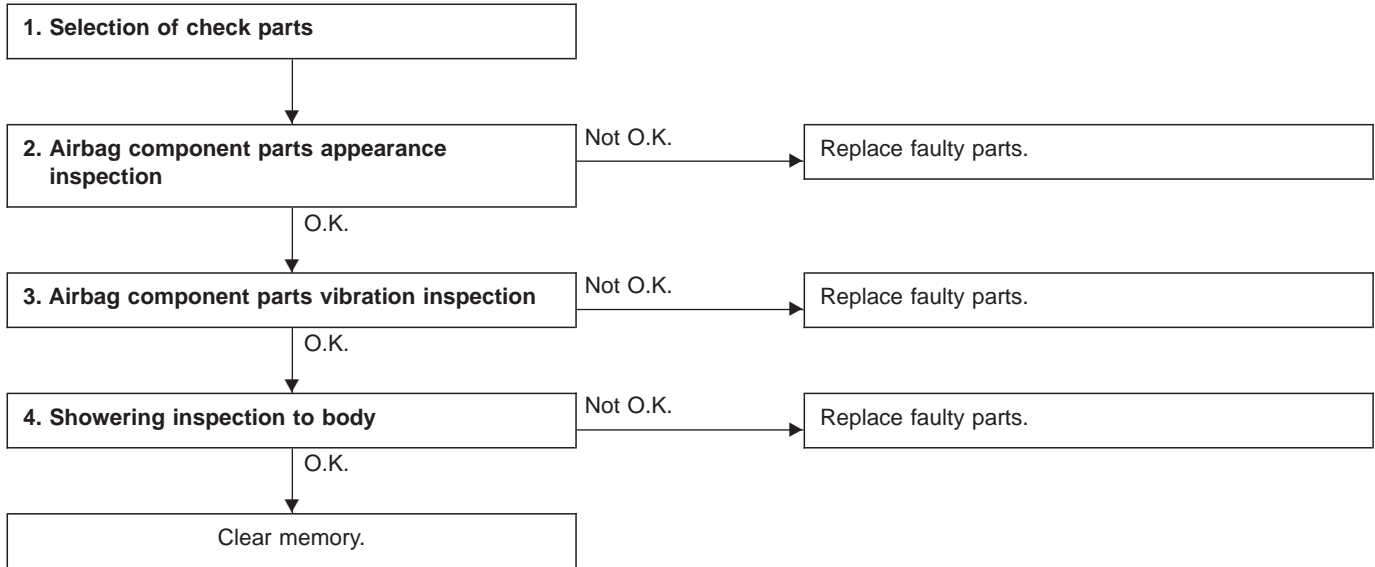 1. Selection of check parts
2. Airbag component parts appearance
inspection
Not O.K.
Replace faulty parts.
O.K.
3. Airbag component parts vibration inspection
Not O.K.
Replace faulty parts.
O.K.
4. Showering inspection to body
Not O.K.
Replace faulty parts.
O.K.
Clear memory.